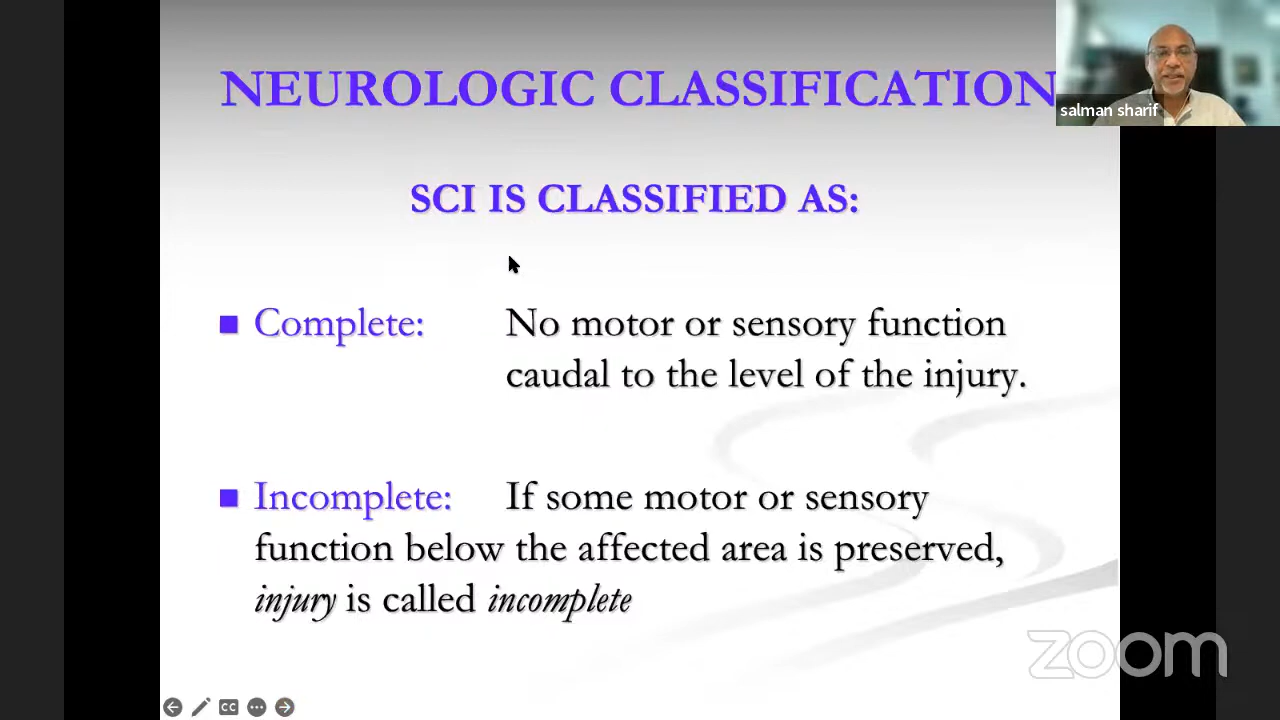 NEUROLOGIC CLASSIFICATION
salman sharif
SCI IS CLASSIFIED AS:
Complete: No motor or sensory function
caudal to the level of the injury.
Incomplete: If some motor or sensory
function below the affected area is preserved,
injury is called incomplete
zoom
CC